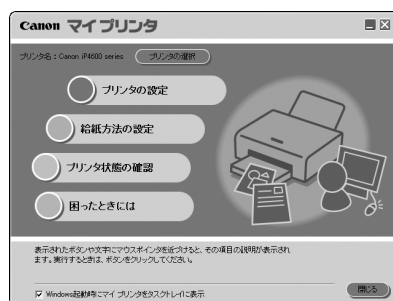 Canon マイ プリンタ
プリンタ名：Canon iP4600 series プリンタの選択
プリンタの設定
給紙方法の設定
プリンタ状態の確認
困ったときには
表示されたボタンや文字にマウスポインタを近づけると、その項目の説明が表示され
ます。実行するときは、ボタンをクリックしてください。
Windows起動時にマイ プリンタをタスクトレイに表示 閉じる